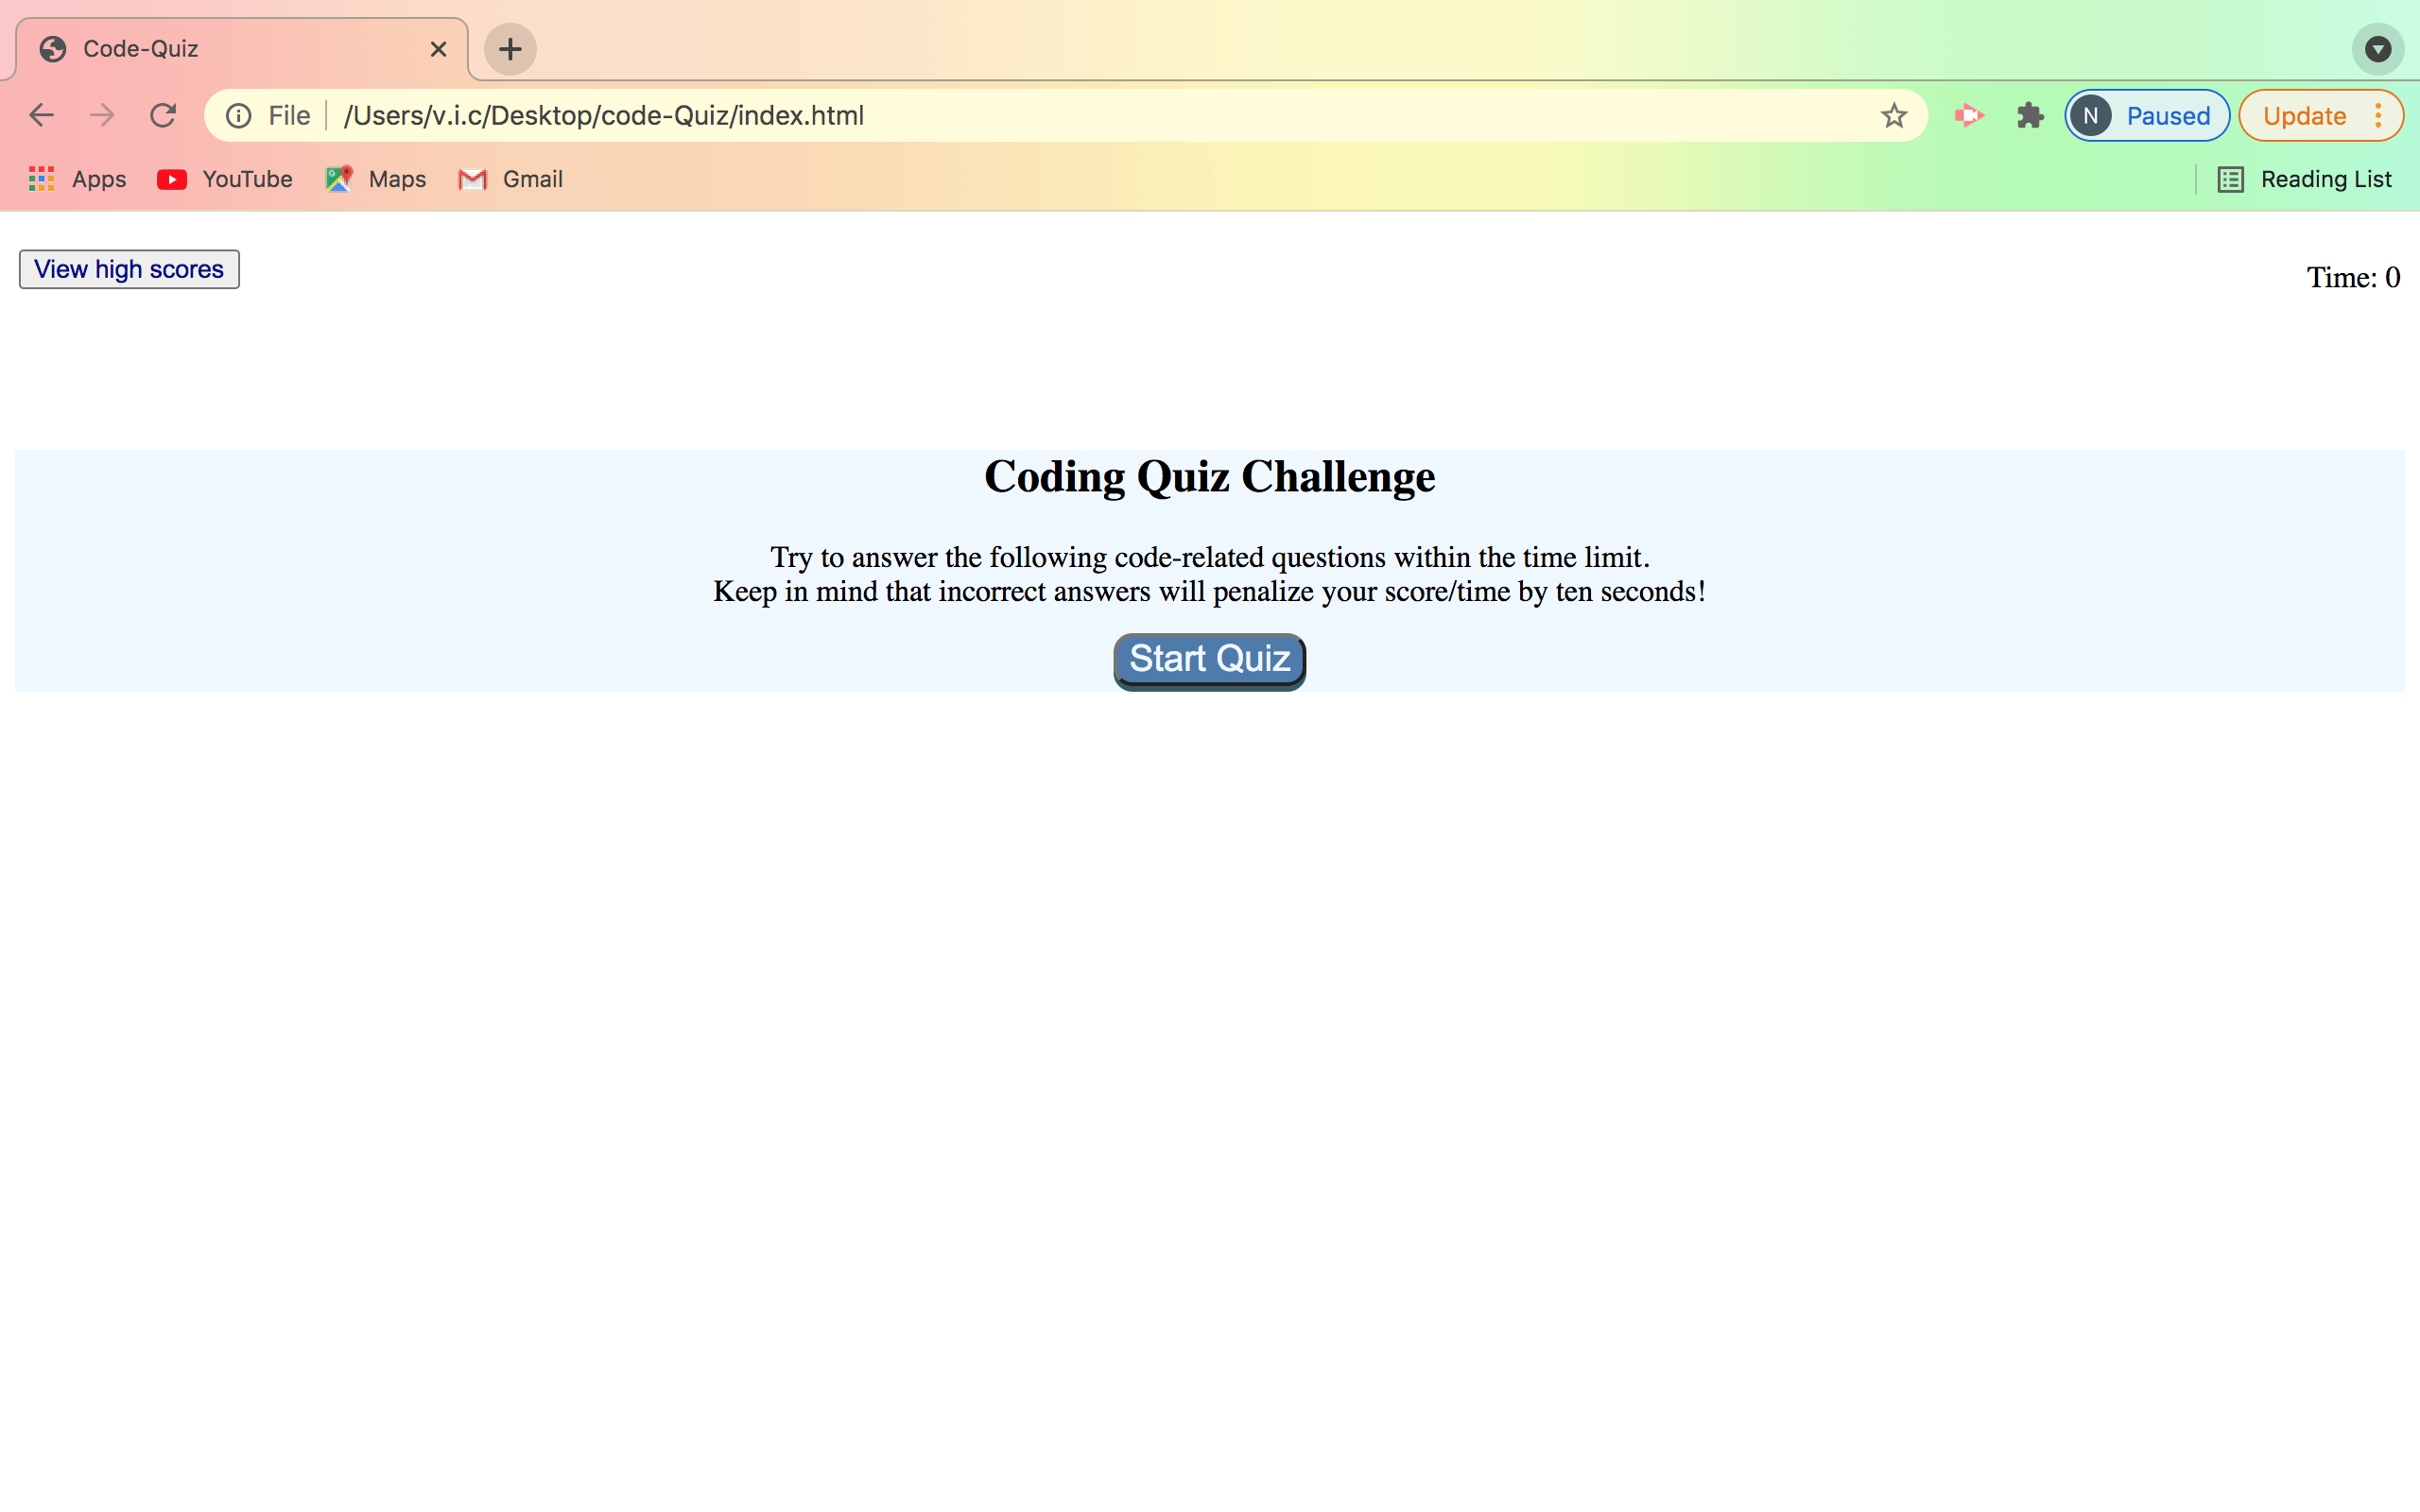 Code-Quiz
File /Users/v.i.c/Desktop/code-Quiz/index.html N Paused Update
Apps YouTube Maps Gmail Reading List
View high scores Time: 0
Coding Quiz Challenge
Try to answer the following code-related questions within the time limit.
Keep in mind that incorrect answers will penalize your score/time by ten seconds!
Start Quiz